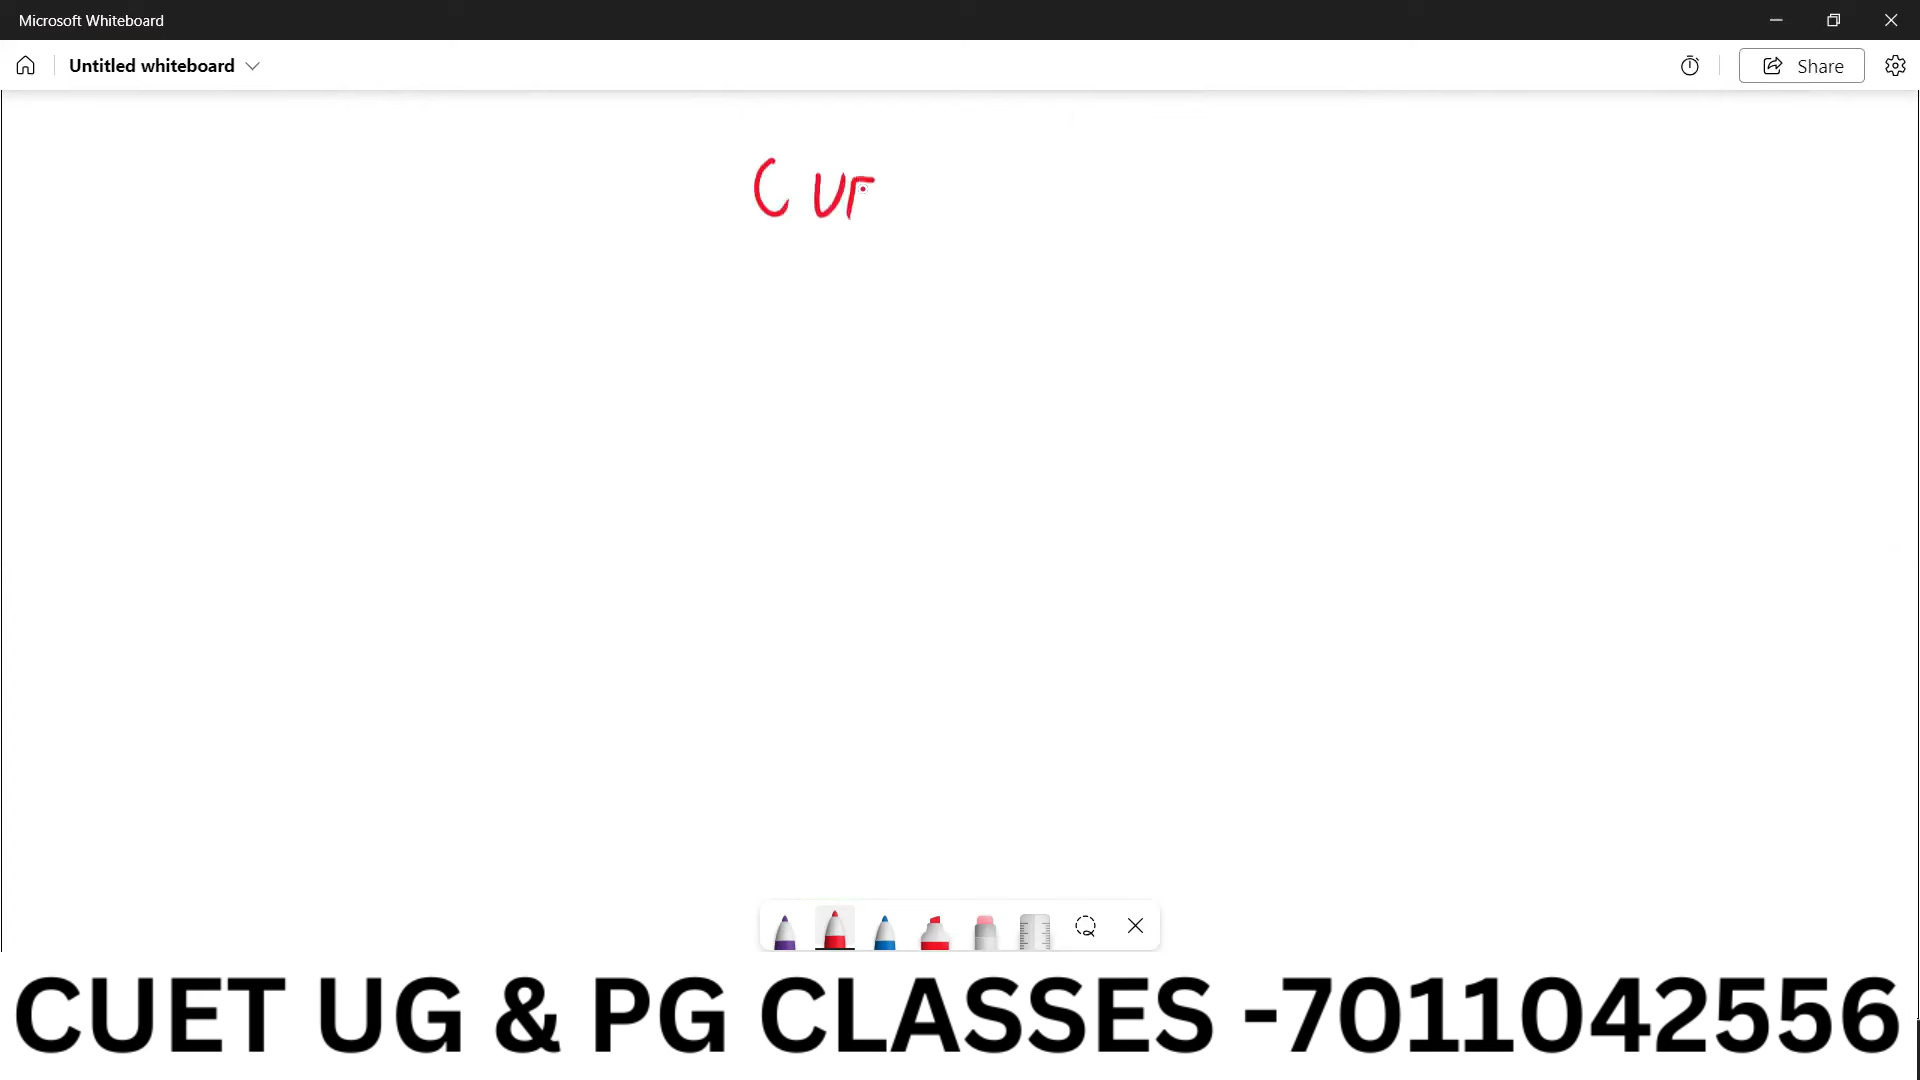 Microsoft Whiteboard
Untitled whiteboard
Share
C UF
CUET UG & PG CLASSES -7011042556